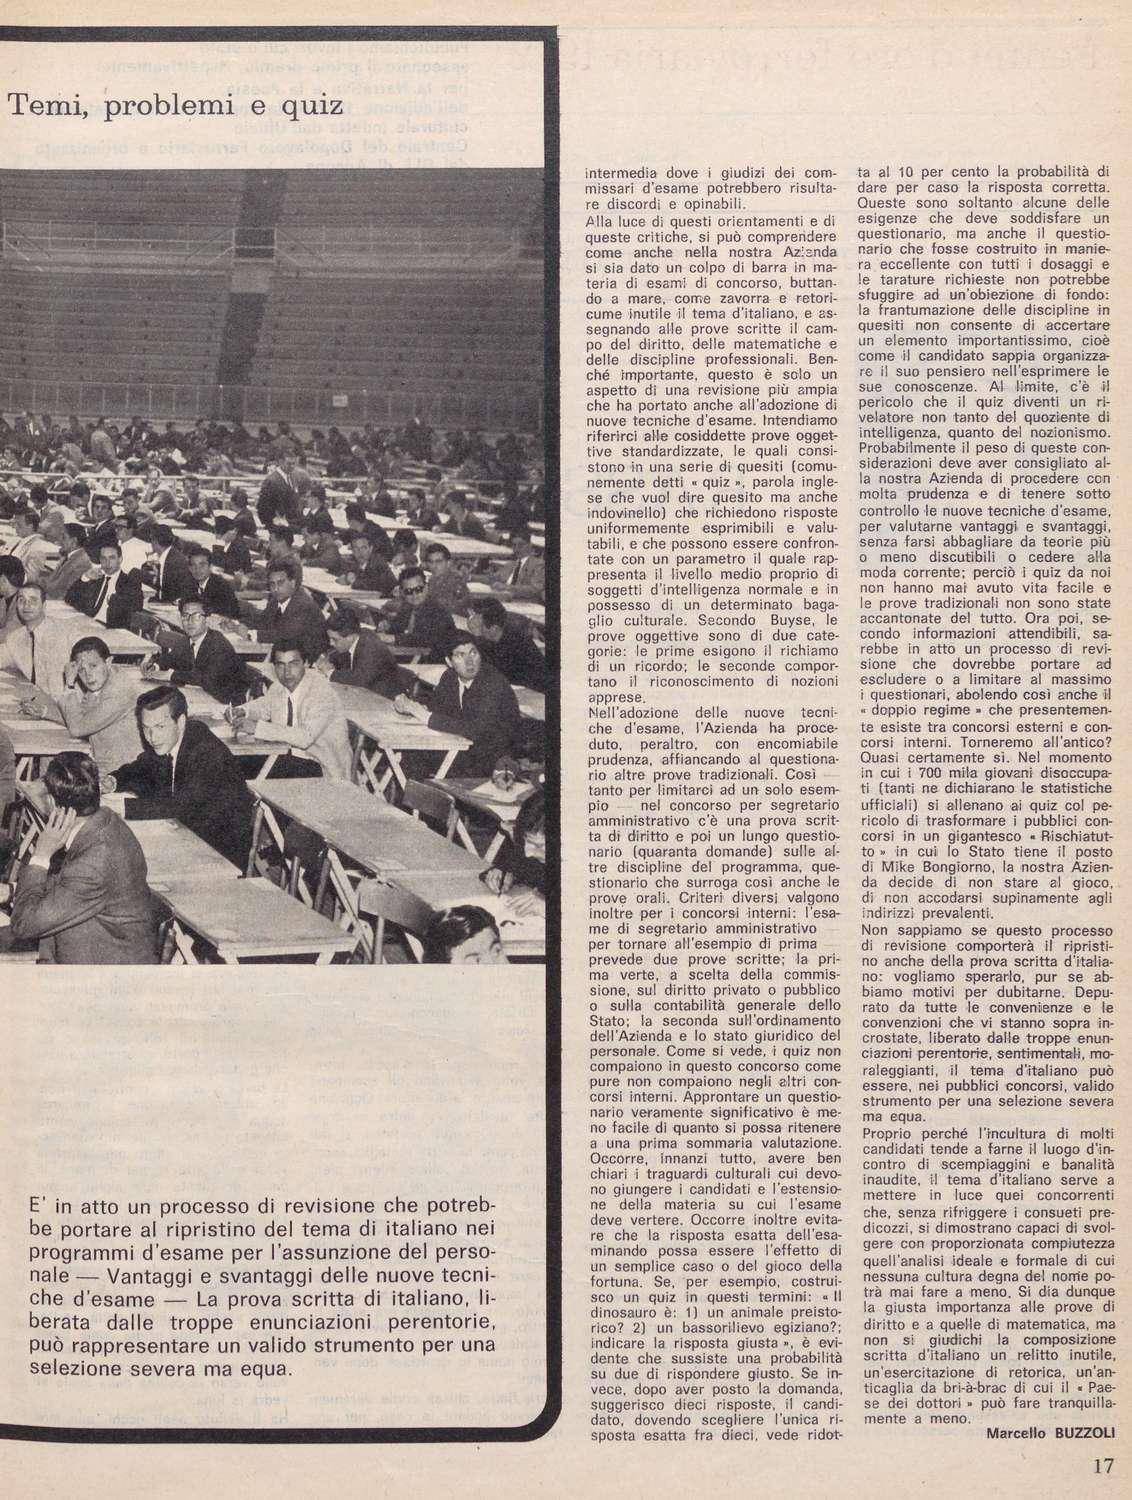 Temi, problemi e quiz
E' in atto un processo di revisione che potreb-
be portare al ripristino del tema di italiano nei
programmi d'esame per l'assunzione del perso-
nale — Vantaggi e svantaggi delle nuove tecni-
che d'esame — La prova scritta di italiano, li-
berata dalle troppe enunciazioni perentorie,
può rappresentare un valido strumento per una
selezione severa ma equa.
intermedia dove i giudizi dei com-
missari d'esame potrebbero risulta-
re discordi e opinabili.
Alla luce di questi orientamenti e di
queste critiche, si può comprendere
come anche nella nostra Azienda
si sia dato un colpo di barra in ma-
teria di esami di concorso, buttan-
do a mare, come zavorra e retori-
cume inutile il tema d'italiano, e as-
segnando alle prove scritte il cam-
po del diritto, delle matematiche e
delle discipline professionali. Ben-
ché importante, questo è solo un
aspetto di una revisione più ampia
che ha portato anche all'adozione di
nuove tecniche d'esame. Intendiamo
riferirci alle cosiddette prove ogget-
tive standardizzate, le quali consi-
stono in una serie di quesiti (comu-
nemente detti « quiz », parola ingle-
se che vuol dire quesito ma anche
indovinello) che richiedono risposte
uniformemente esprimibili e valu-
tabili, e che possono essere confron-
tate con un parametro il quale rap-
presenta il livello medio proprio di
soggetti d'intelligenza normale e in
possesso di un determinato baga-
glio culturale. Secondo Buyse, le
prove oggettive sono di due cate-
gorie: le prime esigono il richiamo
di un ricordo; le seconde compor-
tano il riconoscimento di nozioni
apprese.
Nell'adozione delle nuove tecni-
che d'esame, l'Azienda ha proce-
duto, peraltro, con encomiabile
prudenza, affiancando al questiona-
rio altre prove tradizionali. Così —
tanto per limitarci ad un solo esem-
pio — nel concorso per segretario
amministrativo c'è una prova scrit-
ta di diritto e poi un lungo questio-
nario (quaranta domande) sulle al-
tre discipline del programma, que-
stionario che surroga così anche le
prove orali. Criteri diversi valgono
inoltre per i concorsi interni: l'esa-
me di segretario amministrativo —
per tornare all'esempio di prima —
prevede due prove scritte; la pri-
ma verte, a scelta della commis-
sione, sul diritto privato o pubblico
o sulla contabilità generale dello
Stato; la seconda sull'ordinamento
dell'Azienda e lo stato giuridico del
personale. Come si vede, i quiz non
compaiono in questo concorso come
pure non compaiono negli altri con-
corsi interni. Approntare un questio-
nario veramente significativo è me-
no facile di quanto si possa ritenere
a una prima sommaria valutazione.
Occorre, innanzi tutto, avere ben
chiari i traguardi culturali cui devo-
no giungere i candidati e l'estensio-
ne della materia su cui l'esame
deve vertere. Occorre inoltre evita-
re che la risposta esatta dell'esa-
minando possa essere l'effetto di
un semplice caso o del gioco della
fortuna. Se, per esempio, costrui-
sco un quiz in questi termini: « Il
dinosauro è: 1) un animale preisto-
rico? 2) un bassorilievo egiziano?;
indicare la risposta giusta », è evi-
dente che sussiste una probabilità
su due di rispondere giusto. Se in-
vece, dopo aver posto la domanda,
suggerisco dieci risposte, il candi-
dato, dovendo scegliere l'unica ri-
sposta esatta fra dieci, vede ridot-
ta al 10 per cento la probabilità di
dare per caso la risposta corretta.
Queste sono soltanto alcune delle
esigenze che deve soddisfare un
questionario, ma anche il questio-
nario che fosse costruito in manie-
ra eccellente con tutti i dosaggi e
le tarature richieste non potrebbe
sfuggire ad un'obiezione di fondo:
la frantumazione delle discipline in
quesiti non consente di accertare
un elemento importantissimo, cioè
come il candidato sappia organizza-
re il suo pensiero nell'esprimere le
sue conoscenze. Al limite, c'è il
pericolo che il quiz diventi un ri-
velatore non tanto del quoziente di
intelligenza, quanto del nozionismo.
Probabilmente il peso di queste con-
siderazioni deve aver consigliato al-
la nostra Azienda di procedere con
molta prudenza e di tenere sotto
controllo le nuove tecniche d'esame,
per valutarne vantaggi e svantaggi,
senza farsi abbagliare da teorie più
o meno discutibili o cedere alla
moda corrente; perciò i quiz da noi
non hanno mai avuto vita facile e
le prove tradizionali non sono state
accantonate del tutto. Ora poi, se-
condo informazioni attendibili, sa-
rebbe in atto un processo di revi-
sione che dovrebbe portare ad
escludere o a limitare al massimo
i questionari, abolendo così anche il
« doppio regime » che presentemen-
te esiste tra concorsi esterni e con-
corsi interni. Torneremo all'antico?
Quasi certamente sì. Nel momento
in cui i 700 mila giovani disoccupa-
ti (tanti ne dichiarano le statistiche
ufficiali) si allenano ai quiz col pe-
ricolo di trasformare i pubblici con-
corsi in un gigantesco « Rischiatut-
to » in cui lo Stato tiene il posto
di Mike Bongiorno, la nostra Azien-
da decide di non stare al gioco,
di non accodarsi supinamente agli
indirizzi prevalenti.
Non sappiamo se questo processo
di revisione comporterà il ripristi-
no anche della prova scritta d'italia-
no: vogliamo sperarlo, pur se ab-
biamo motivi per dubitarne. Depu-
rato da tutte le convenienze e le
convenzioni che vi stanno sopra in-
crostate, liberato dalle troppe enun-
ciazioni perentorie, sentimentali, mo-
raleggianti, il tema d'italiano può
essere, nei pubblici concorsi, valido
strumento per una selezione severa
ma equa.
Proprio perché l'incultura di molti
candidati tende a farne il luogo d'in-
contro di scempiaggini e banalità
inaudite, il tema d'italiano serve a
mettere in luce quei concorrenti
che, senza rifriggere i consueti pre-
dicozzi, si dimostrano capaci di svol-
gere con proporzionata compiutezza
quell'analisi ideale e formale di cui
nessuna cultura degna del nome po-
trà mai fare a meno. Si dia dunque
la giusta importanza alle prove di
diritto e a quelle di matematica, ma
non si giudichi la composizione
scritta d'italiano un relitto inutile,
un'esercitazione di retorica, un'an-
ticaglia da bri-à-brac di cui il « Pae-
se dei dottori » può fare tranquilla-
mente a meno.
Marcello BUZZOLI
17